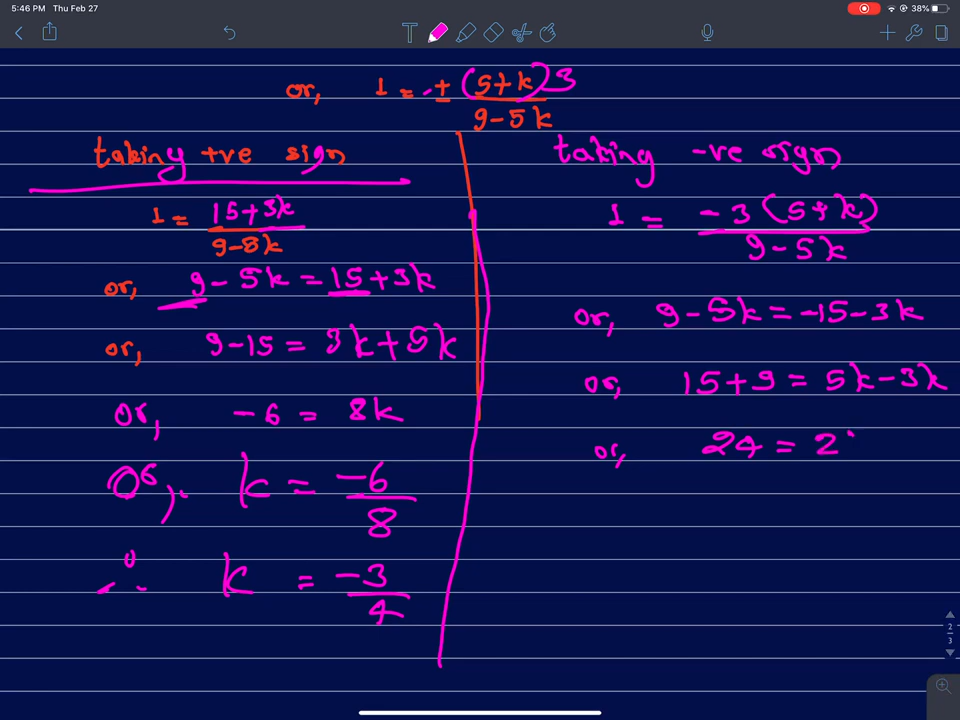 5:46 PM Thu Feb 27
38%
or, 1 = ± (5+k)3 / 9-5k
taking +ve sign
1 = 15+3k / 9-8k
or, 9-5k = 15+3k
or, 9-15 = 3k+5k
or, -6 = 8k
or, k = -6/8
∴ k = -3/4
taking -ve sign
1 = -3(5+k) / 9-5k
or, 9-5k = -15-3k
or, 15+9 = 5k-3k
or, 24 = 2
2
3